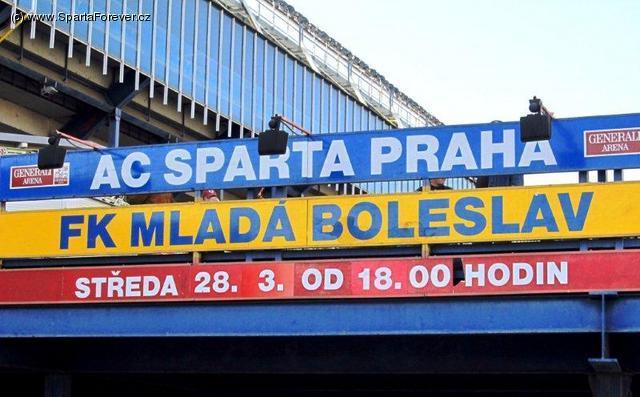 (c) www.SpartaForever.cz
GENERALI ARENA
AC SPARTA PRAHA
GENERALI ARENA
FK MLADÁ BOLESLAV
STŘEDA 28. 3. OD 18.00 HODIN